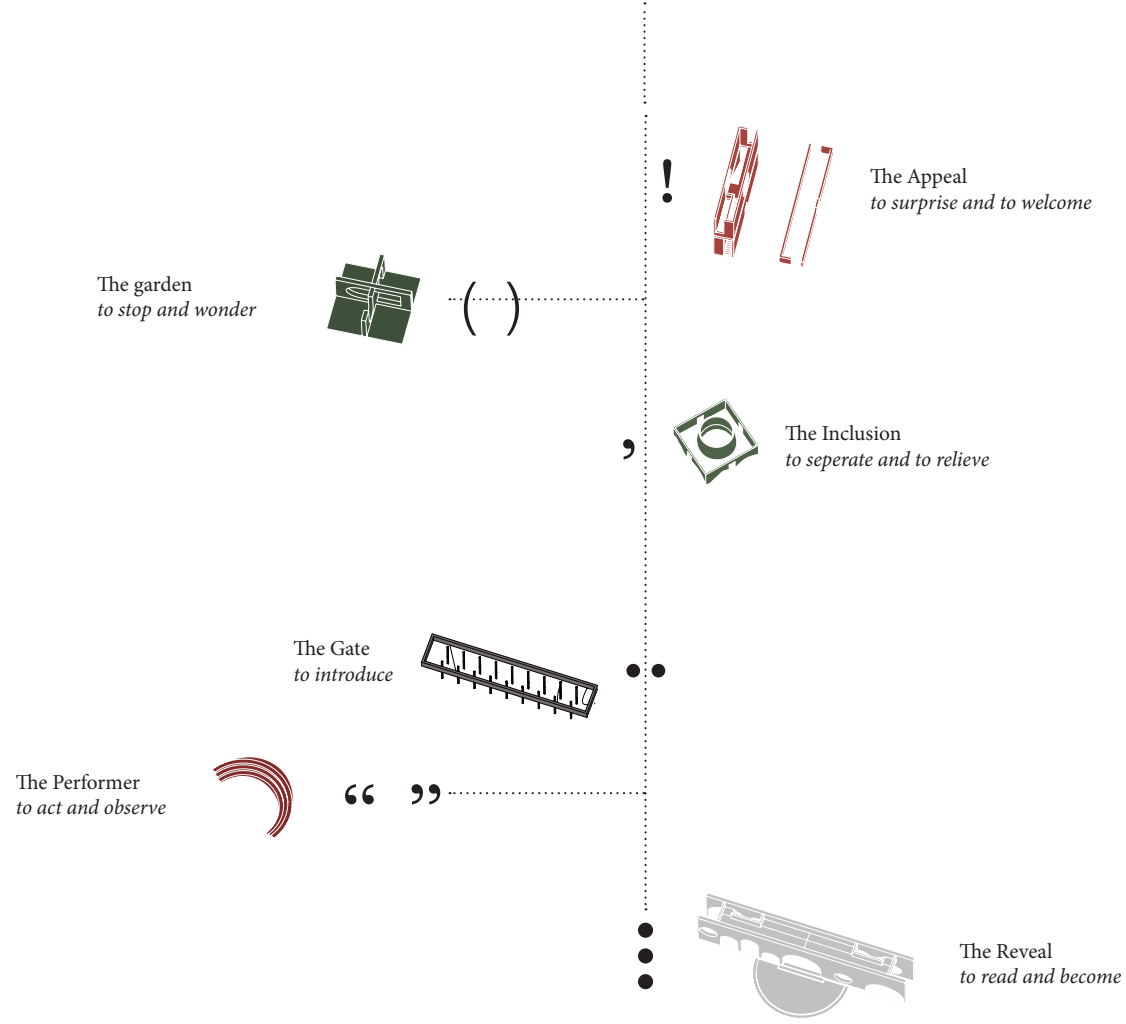 !
The Appeal
to surprise and to welcome
The garden
to stop and wonder
( )
,
The Inclusion
to seperate and to relieve
The Gate
to introduce
The Performer
to act and observe
“ ”
The Reveal
to read and become